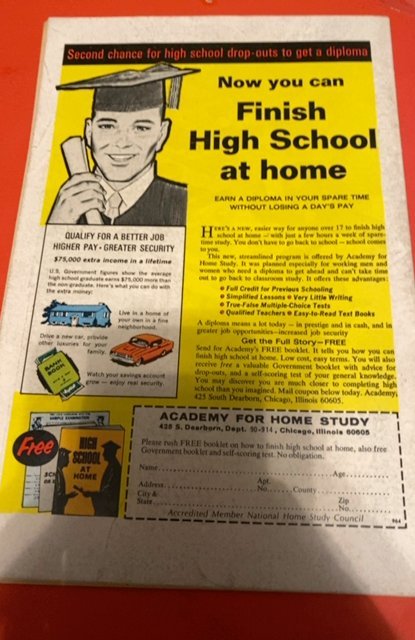 Second chance for high school drop-outs to get a diploma
Now you can
Finish
High School
at home
EARN A DIPLOMA IN YOUR SPARE TIME
WITHOUT LOSING A DAY'S PAY
HERE'S A NEW, easier way for anyone over 17 to finish high
school at home — with just a few hours a week of spare-
time study. You don't have to go back to school — school comes
to you.
This new, streamlined program is offered by Academy for
Home Study. It was planned especially for working men and
women who need a diploma to get ahead and can't take time
out to go back to classroom study. It offers these advantages:
Full Credit for Previous Schooling
Simplified Lessons Very Little Writing
True-False Multiple-Choice Tests
Qualified Teachers Easy-to-Read Text Books
A diploma means a lot today — in prestige and in cash, and in
greater job opportunities—increased job security
Get the Full Story—FREE
Send for Academy's FREE booklet. It tells you how you can
finish high school at home. Low cost, easy terms. You will also
receive free a valuable Government booklet with advice for
drop-outs, and a self-scoring test of your general knowledge.
You may discover you are much closer to completing high
school than you imagined. Mail coupon below today. Academy,
425 South Dearborn, Chicago, Illinois 60605.
QUALIFY FOR A BETTER JOB
HIGHER PAY • GREATER SECURITY
$75,000 extra income in a lifetime
U.S. Government figures show the average
high school graduate earns $75,000 more than
the non-graduate. Here's what you can do with
the extra money:
Live in a home of
your own in a fine
neighborhood.
Drive a new car, provide
other luxuries for your
family.
BANK
BOOK
Watch your savings account
grow — enjoy real security.
Free
SAMPLE EXAMINATION
HIGH
SCHOOL
AT
HOME
ACADEMY FOR HOME STUDY
425 S. Dearborn, Dept. 10-914, Chicago, Illinois 60605
Please rush FREE booklet on how to finish high school at home, also free
Government booklet and self-scoring test. No obligation.
Name Age
Address Apt. No. County
City & State Zip No.
Accredited Member National Home Study Council